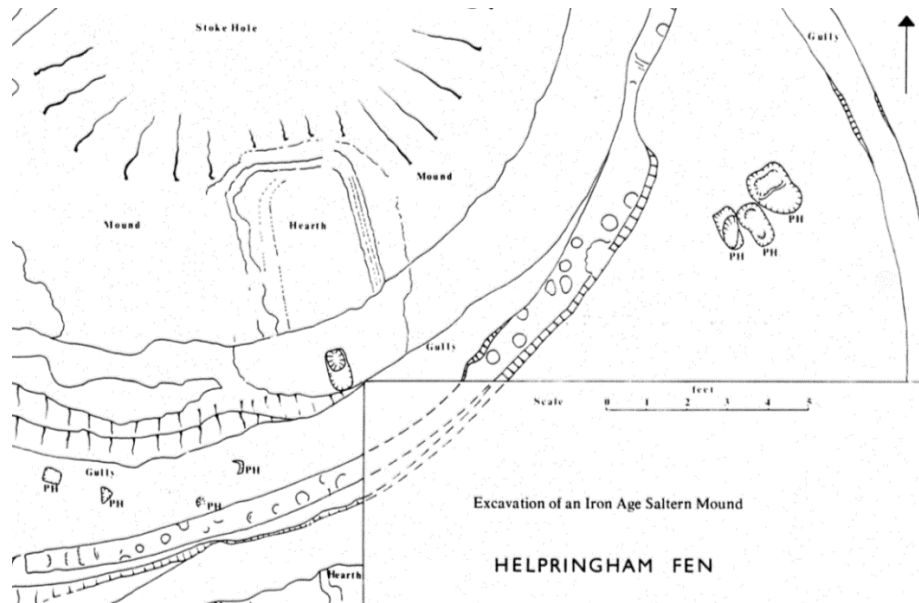 Stoke Hole
Gully
Mound
Mound
Hearth
PH
PH
PH
Gully
feet
Scale
0 1 2 3 4 5
Gully
PH
PH
PH
PH
Excavation of an Iron Age Saltern Mound
HELPRINGHAM FEN
Hearth